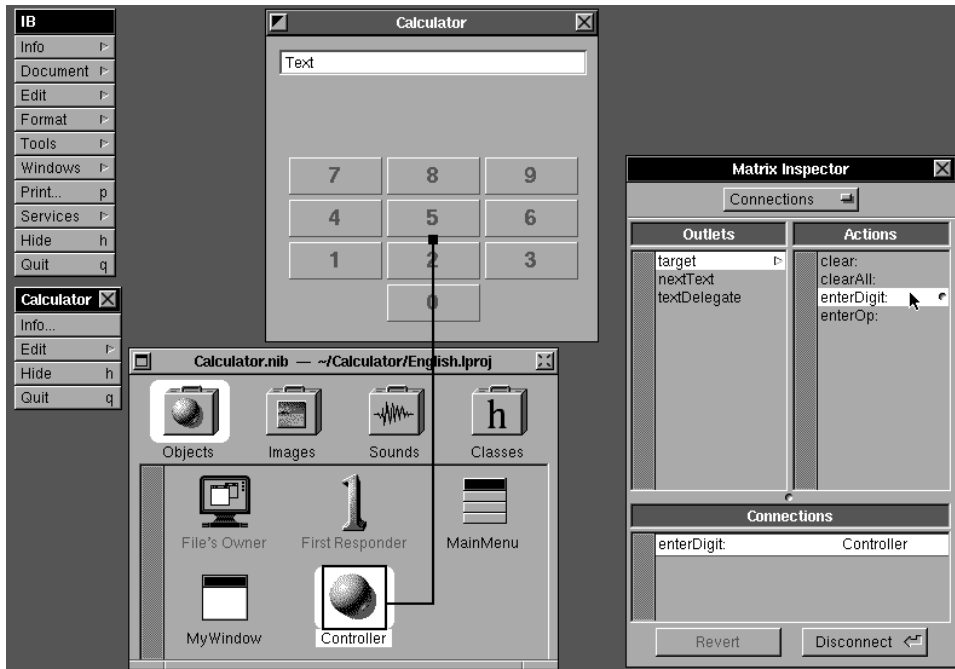 IB
Info
Document
Edit
Format
Tools
Windows
Print... p
Services
Hide h
Quit q
Calculator
Info...
Edit
Hide h
Quit q
Calculator
Text
7 8 9
4 5 6
1 2 3
0
Calculator.nib — ~/Calculator/English.lproj
Objects Images h Sounds Classes
File's Owner First Responder MainMenu
MyWindow Controller
Matrix Inspector
Connections
Outlets Actions
target clear:
nextText clearAll:
textDelegate enterDigit:
enterOp:
Connections
enterDigit: Controller
Revert Disconnect